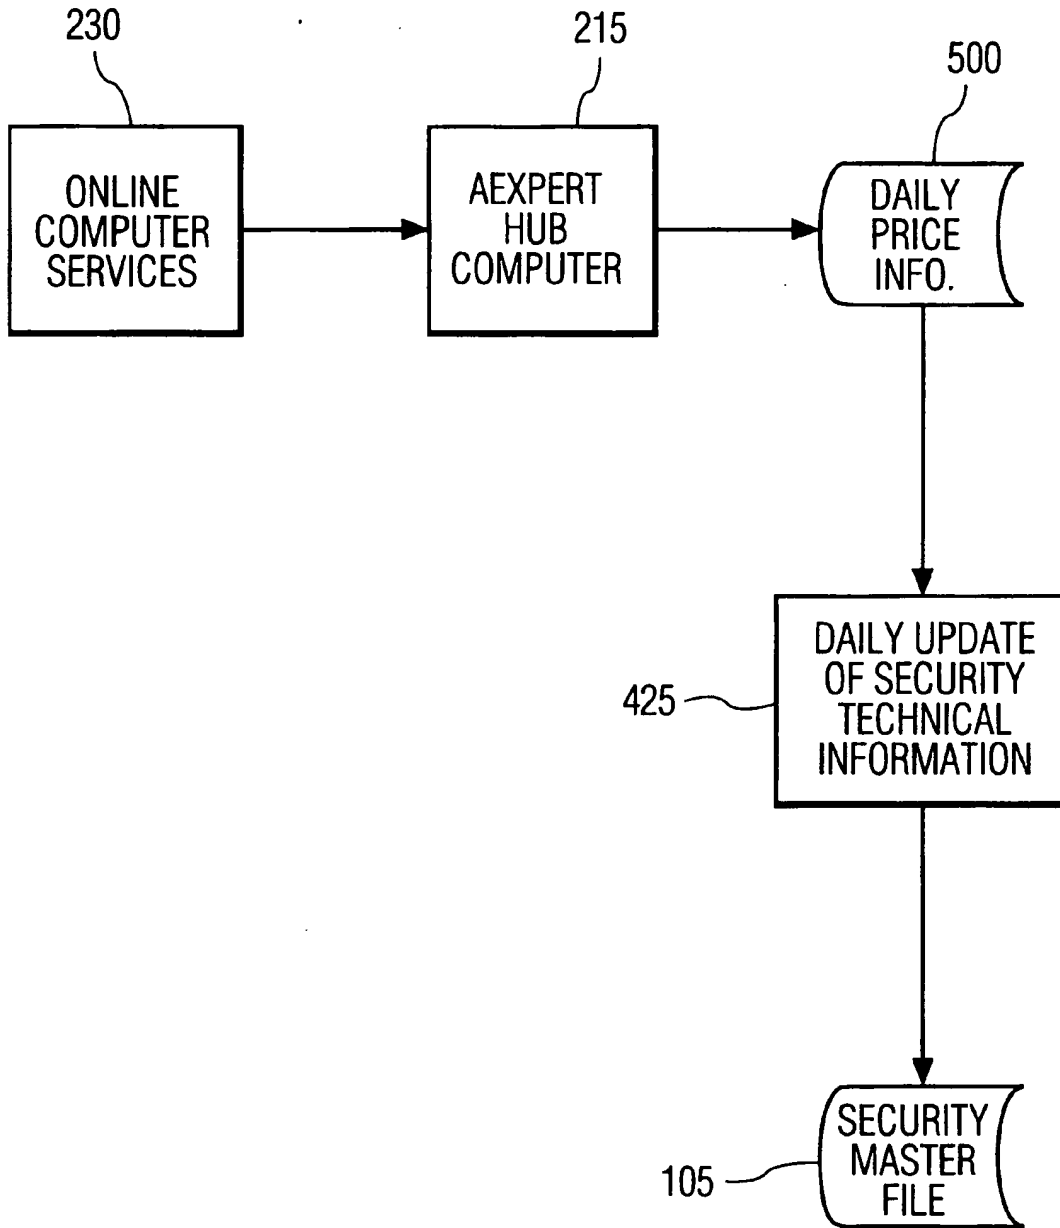 230
215
500
ONLINE
COMPUTER
SERVICES
AEXPERT
HUB
COMPUTER
DAILY
PRICE
INFO.
425
DAILY UPDATE
OF SECURITY
TECHNICAL
INFORMATION
105
SECURITY
MASTER
FILE